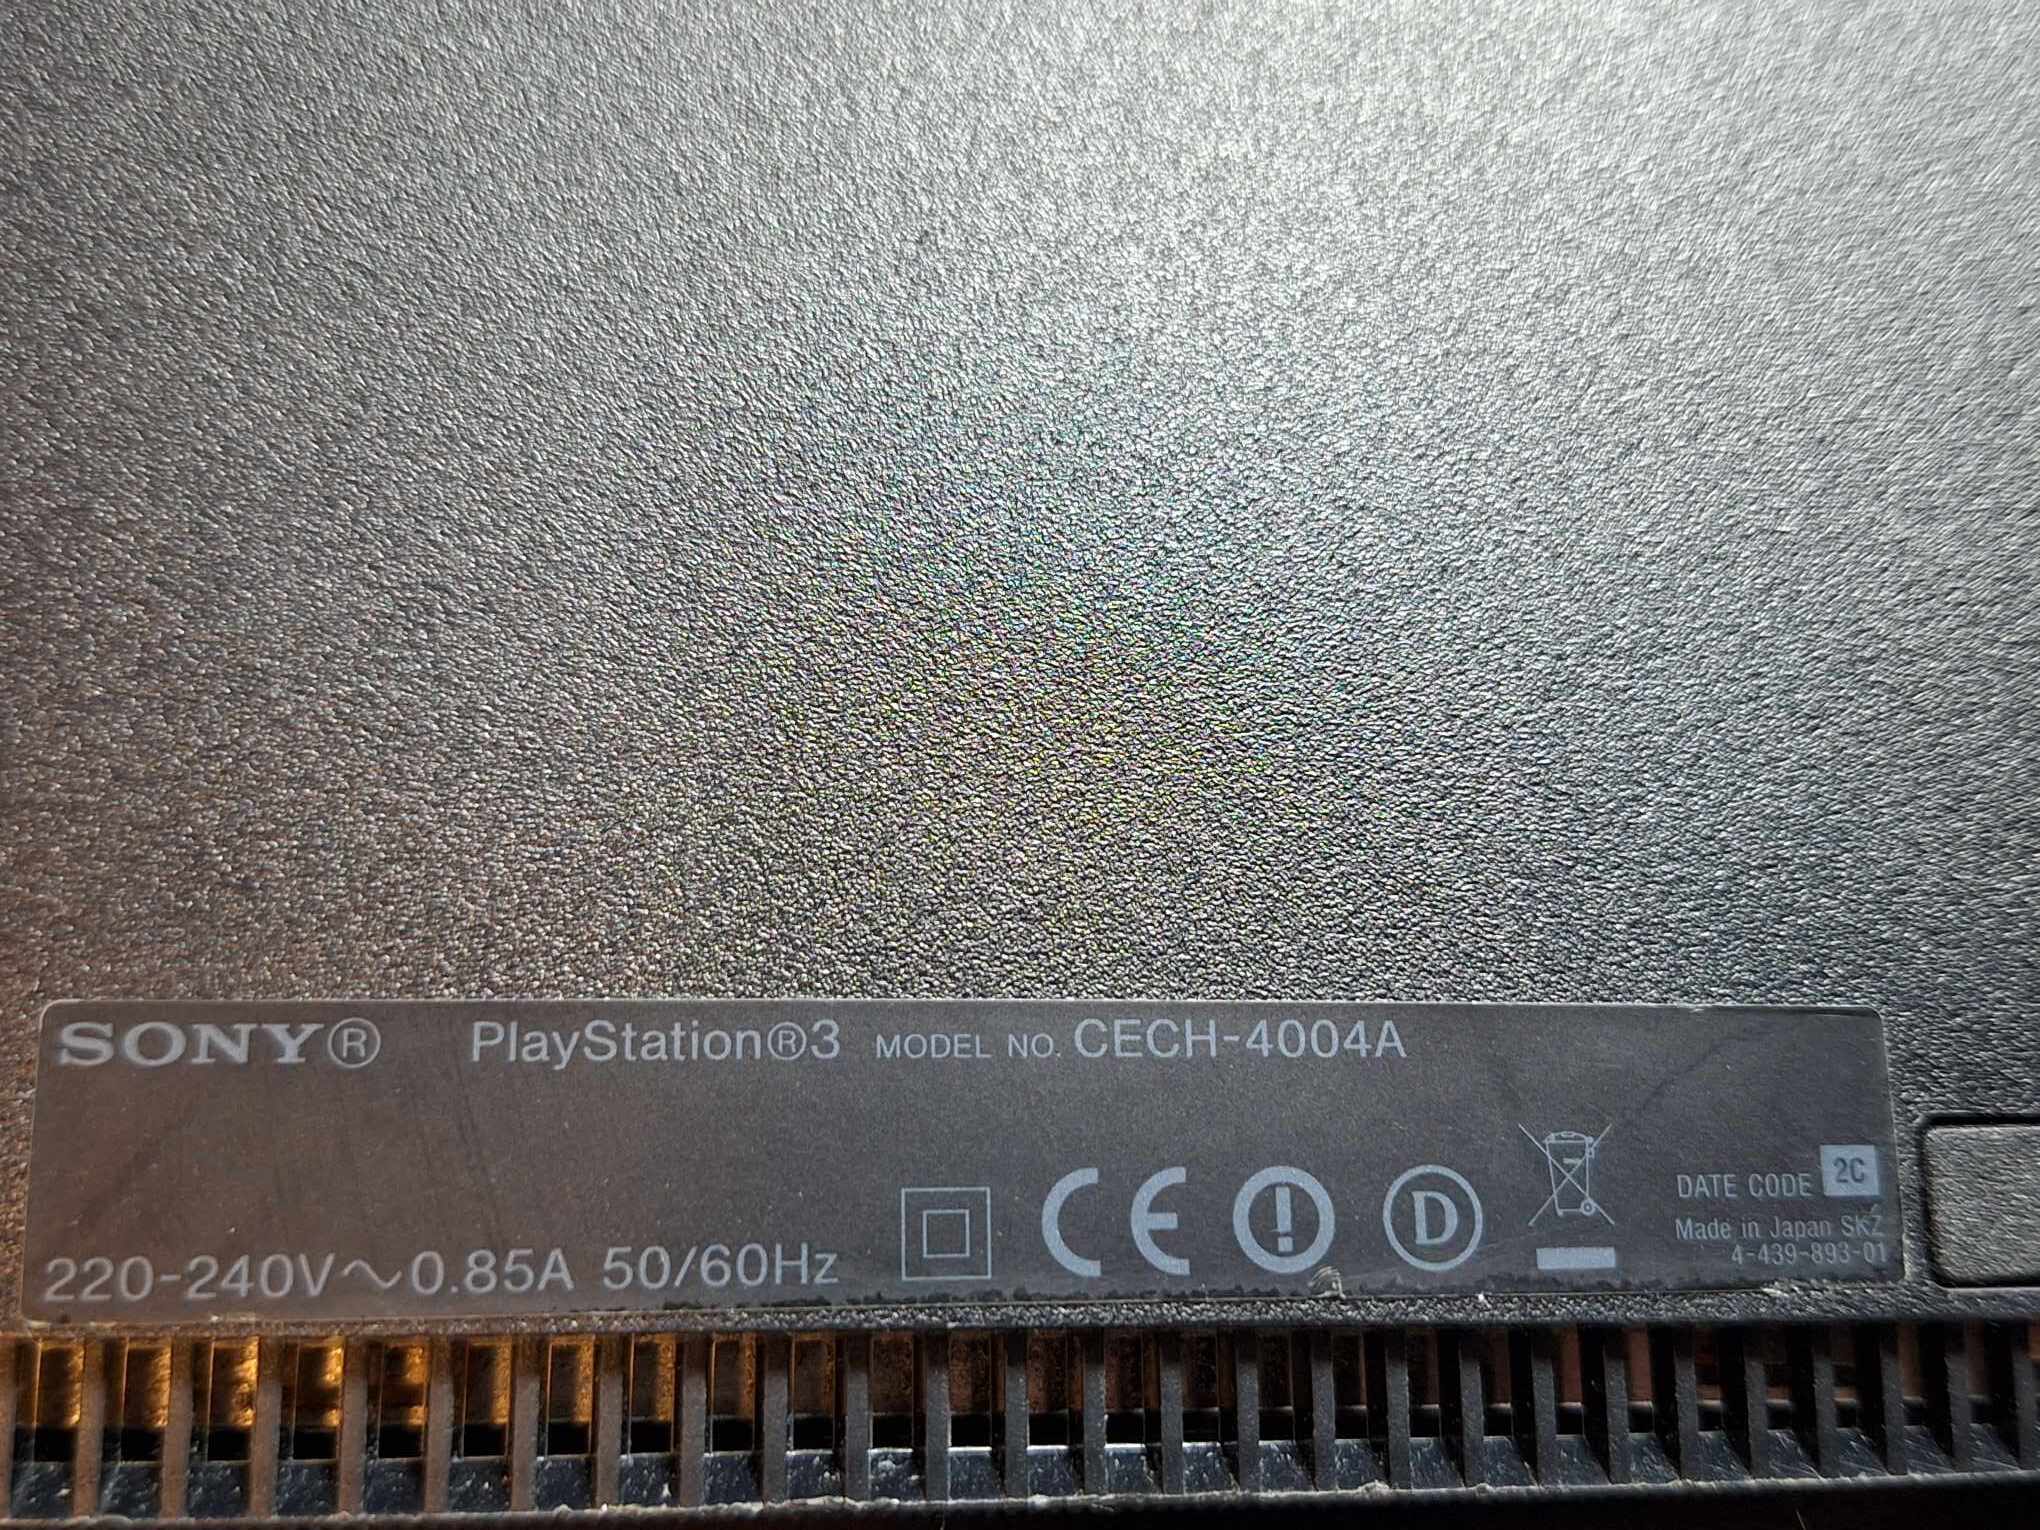 SONY® PlayStation®3 MODEL NO. CECH-4004A
220-240V~0.85A 50/60Hz
CE
D
DATE CODE 2C
Made in Japan SKZ
4-439-893-01